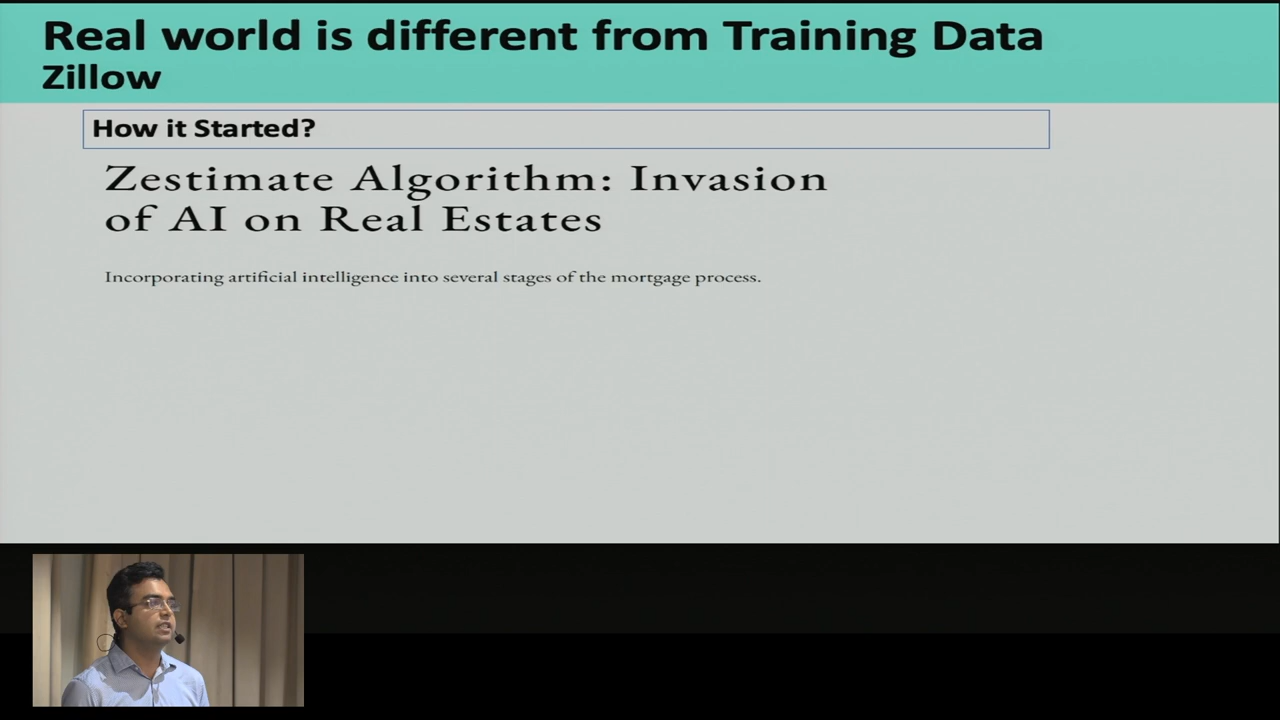 Real world is different from Training Data
Zillow
How it Started?
Zestimate Algorithm: Invasion
of AI on Real Estates
Incorporating artificial intelligence into several stages of the mortgage process.